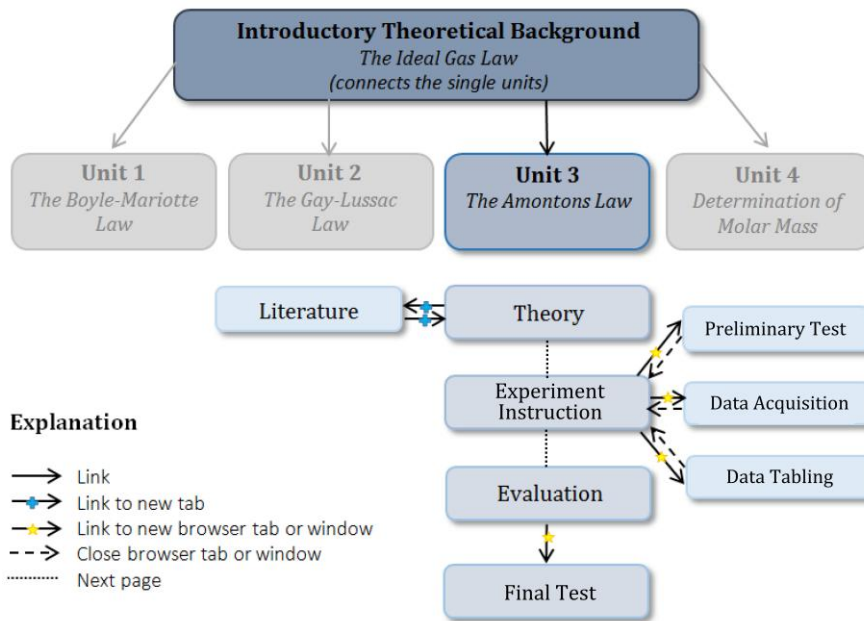 Introductory Theoretical Background
The Ideal Gas Law
(connects the single units)
Unit 1
The Boyle-Mariotte
Law
Unit 2
The Gay-Lussac
Law
Unit 3
The Amontons Law
Unit 4
Determination of
Molar Mass
Literature
Theory
Preliminary Test
Experiment
Instruction
Data Acquisition
Data Tabling
Evaluation
Final Test
Explanation
Link
Link to new tab
Link to new browser tab or window
Close browser tab or window
Next page